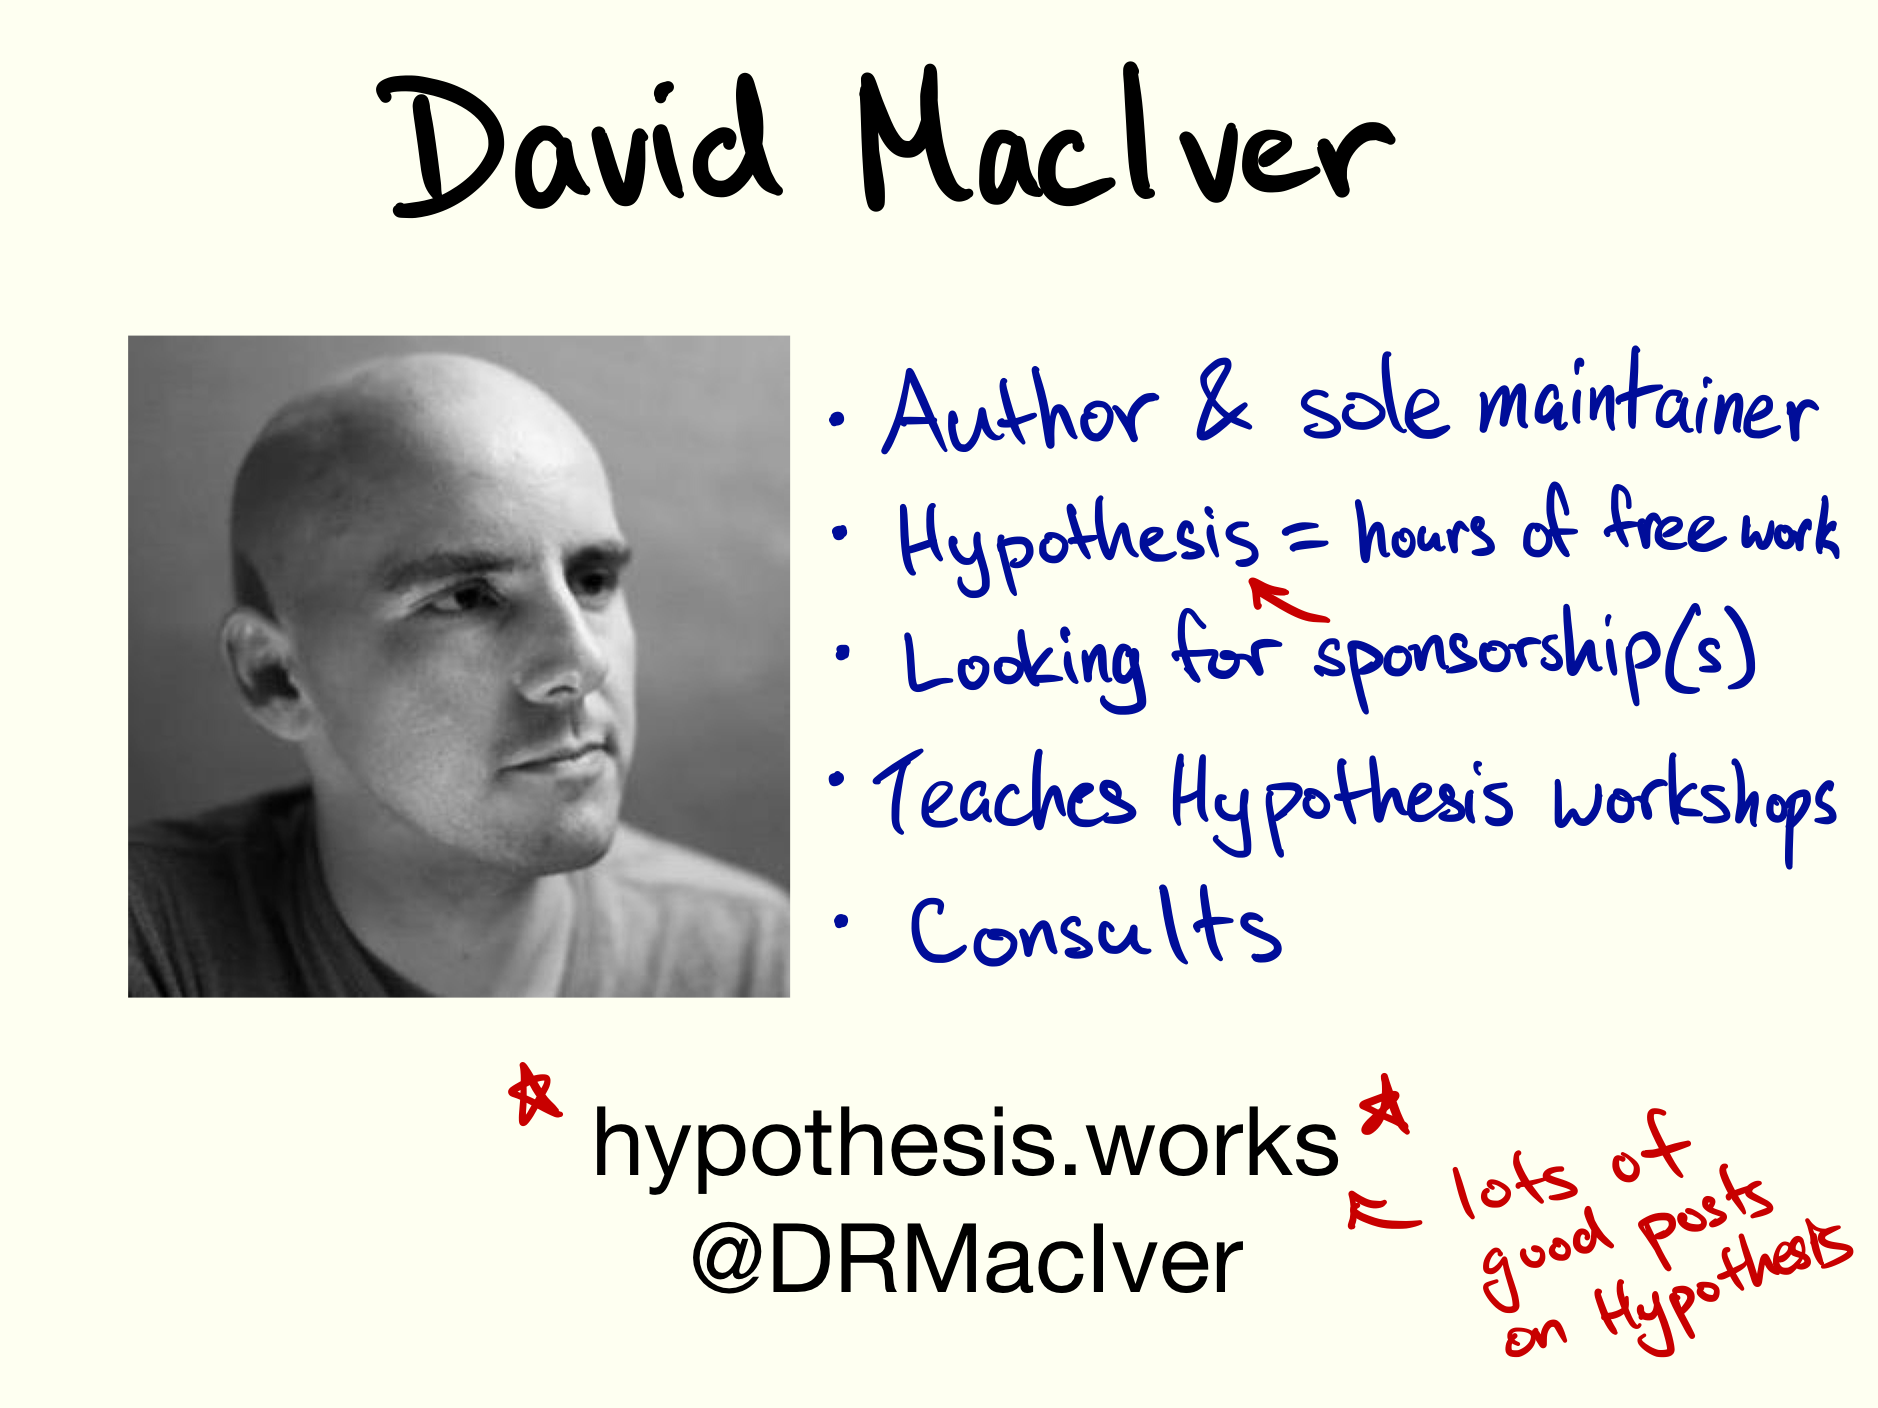 David MacIver
• Author & sole maintainer
• Hypothesis = hours of free work
• Looking for sponsorship(s)
• Teaches Hypothesis workshops
• Consults
hypothesis.works
@DRMacIver
lots of
good posts
on Hypothesis